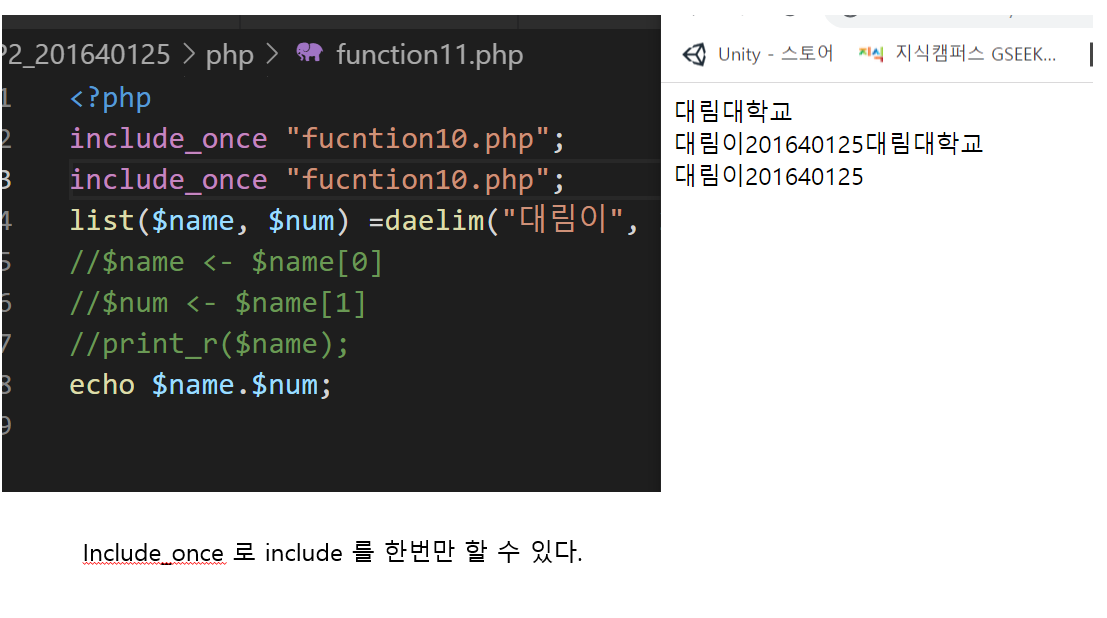 P2_201640125 > php > function11.php
1 <?php
2 include_once "fucntion10.php";
3 include_once "fucntion10.php";
4 list($name, $num) =daelim("대림이",
5 //$name <- $name[0]
6 //$num <- $name[1]
7 //print_r($name);
8 echo $name.$num;
9
Unity - 스토어 지식 지식캠퍼스 GSEEK...
대림대학교
대림이201640125대림대학교
대림이201640125
Include_once 로 include 를 한번만 할 수 있다.